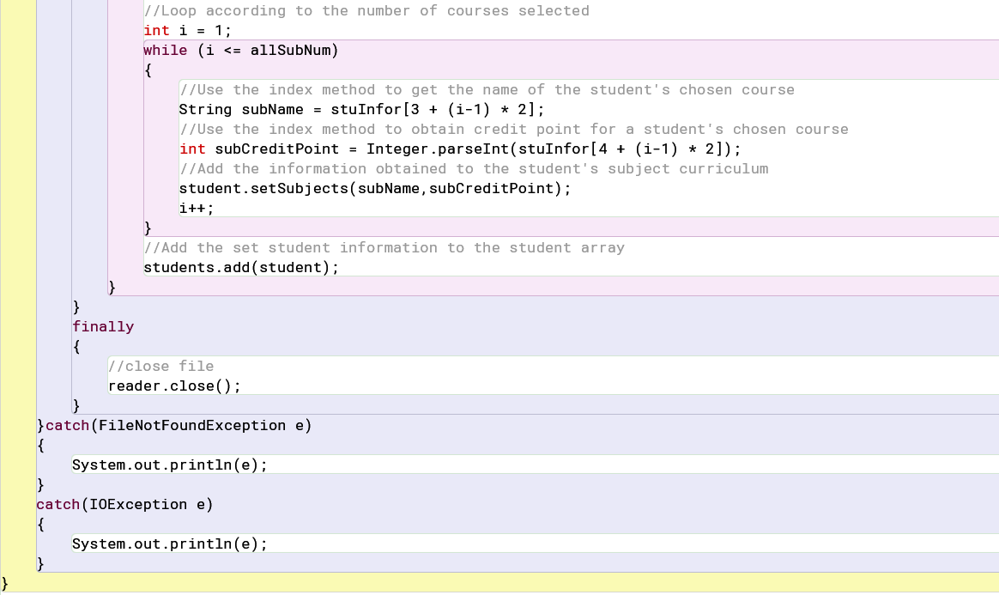 //Loop according to the number of courses selected
int i = 1;
while (i <= allSubNum)
{
//Use the index method to get the name of the student's chosen course
String subName = stuInfor[3 + (i-1) * 2];
//Use the index method to obtain credit point for a student's chosen course
int subCreditPoint = Integer.parseInt(stuInfor[4 + (i-1) * 2]);
//Add the information obtained to the student's subject curriculum
student.setSubjects(subName,subCreditPoint);
i++;
}
//Add the set student information to the student array
students.add(student);
}
}
finally
{
//close file
reader.close();
}
}catch(FileNotFoundException e)
{
System.out.println(e);
}
catch(IOException e)
{
System.out.println(e);
}
}